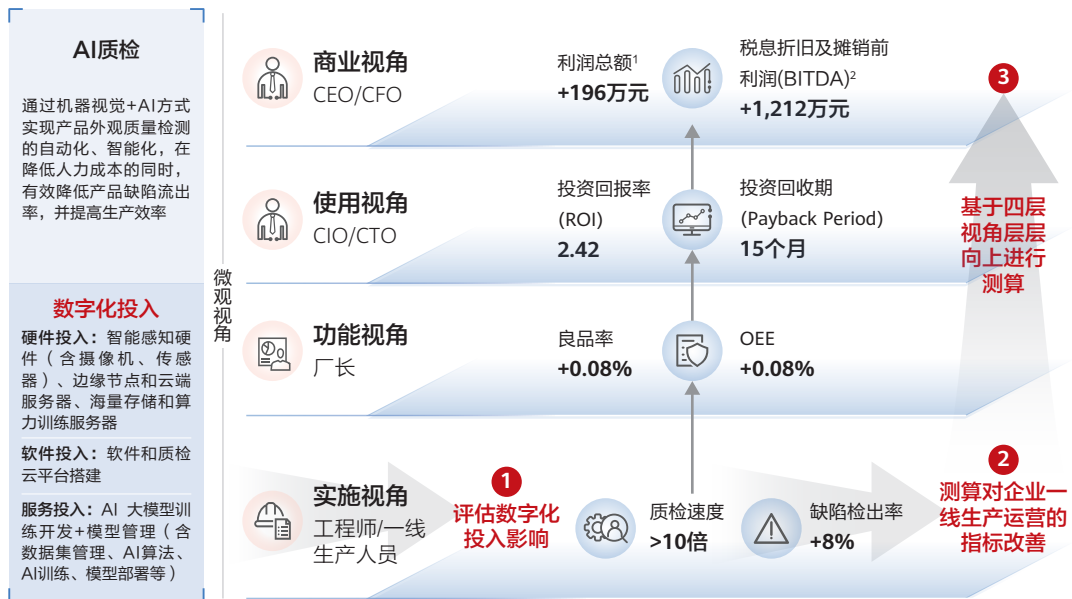 AI质检
通过机器视觉+AI方式
实现产品外观质量检测
的自动化、智能化，在
降低人力成本的同时，
有效降低产品缺陷流出
率，并提高生产效率
数字化投入
硬件投入：智能感知硬
件（含摄像机、传感
器）、边缘节点和云端
服务器、海量存储和算
力训练服务器
软件投入：软件和质检
云平台搭建
服务投入：AI 大模型训
练开发+模型管理（含
数据集管理、AI算法、
AI训练、模型部署等）
微观视角
商业视角
CEO/CFO
利润总额¹
+196万元
税息折旧及摊销前
利润(BITDA)²
+1,212万元
使用视角
CIO/CTO
投资回报率
(ROI)
2.42
投资回收期
(Payback Period)
15个月
功能视角
厂长
良品率
+0.08%
OEE
+0.08%
实施视角
工程师/一线
生产人员
1
评估数字化
投入影响
质检速度
>10倍
缺陷检出率
+8%
2
测算对企业一
线生产运营的
指标改善
3
基于四层
视角层层
向上进行
测算